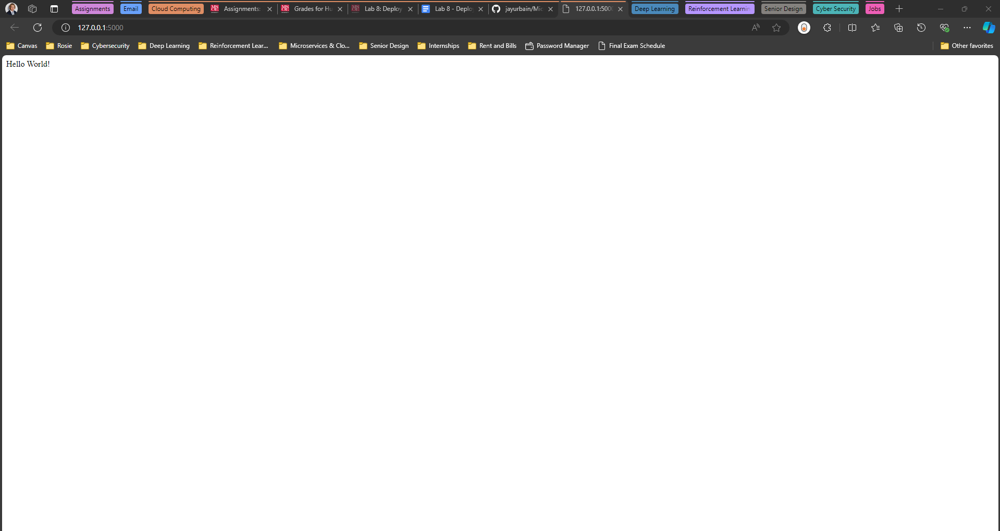 Assignments Email Cloud Computing Assignments: Grades for Hu Lab 8: Deploy Lab 8 - Deploy jayurbain/Mic 127.0.0.1:5000 Deep Learning Reinforcement Learnin Senior Design Cyber Security Jobs
127.0.0.1:5000
Canvas Rosie Cybersecurity Deep Learning Reinforcement Lear... Microservices & Clo... Senior Design Internships Rent and Bills Password Manager Final Exam Schedule Other favorites
Hello World!